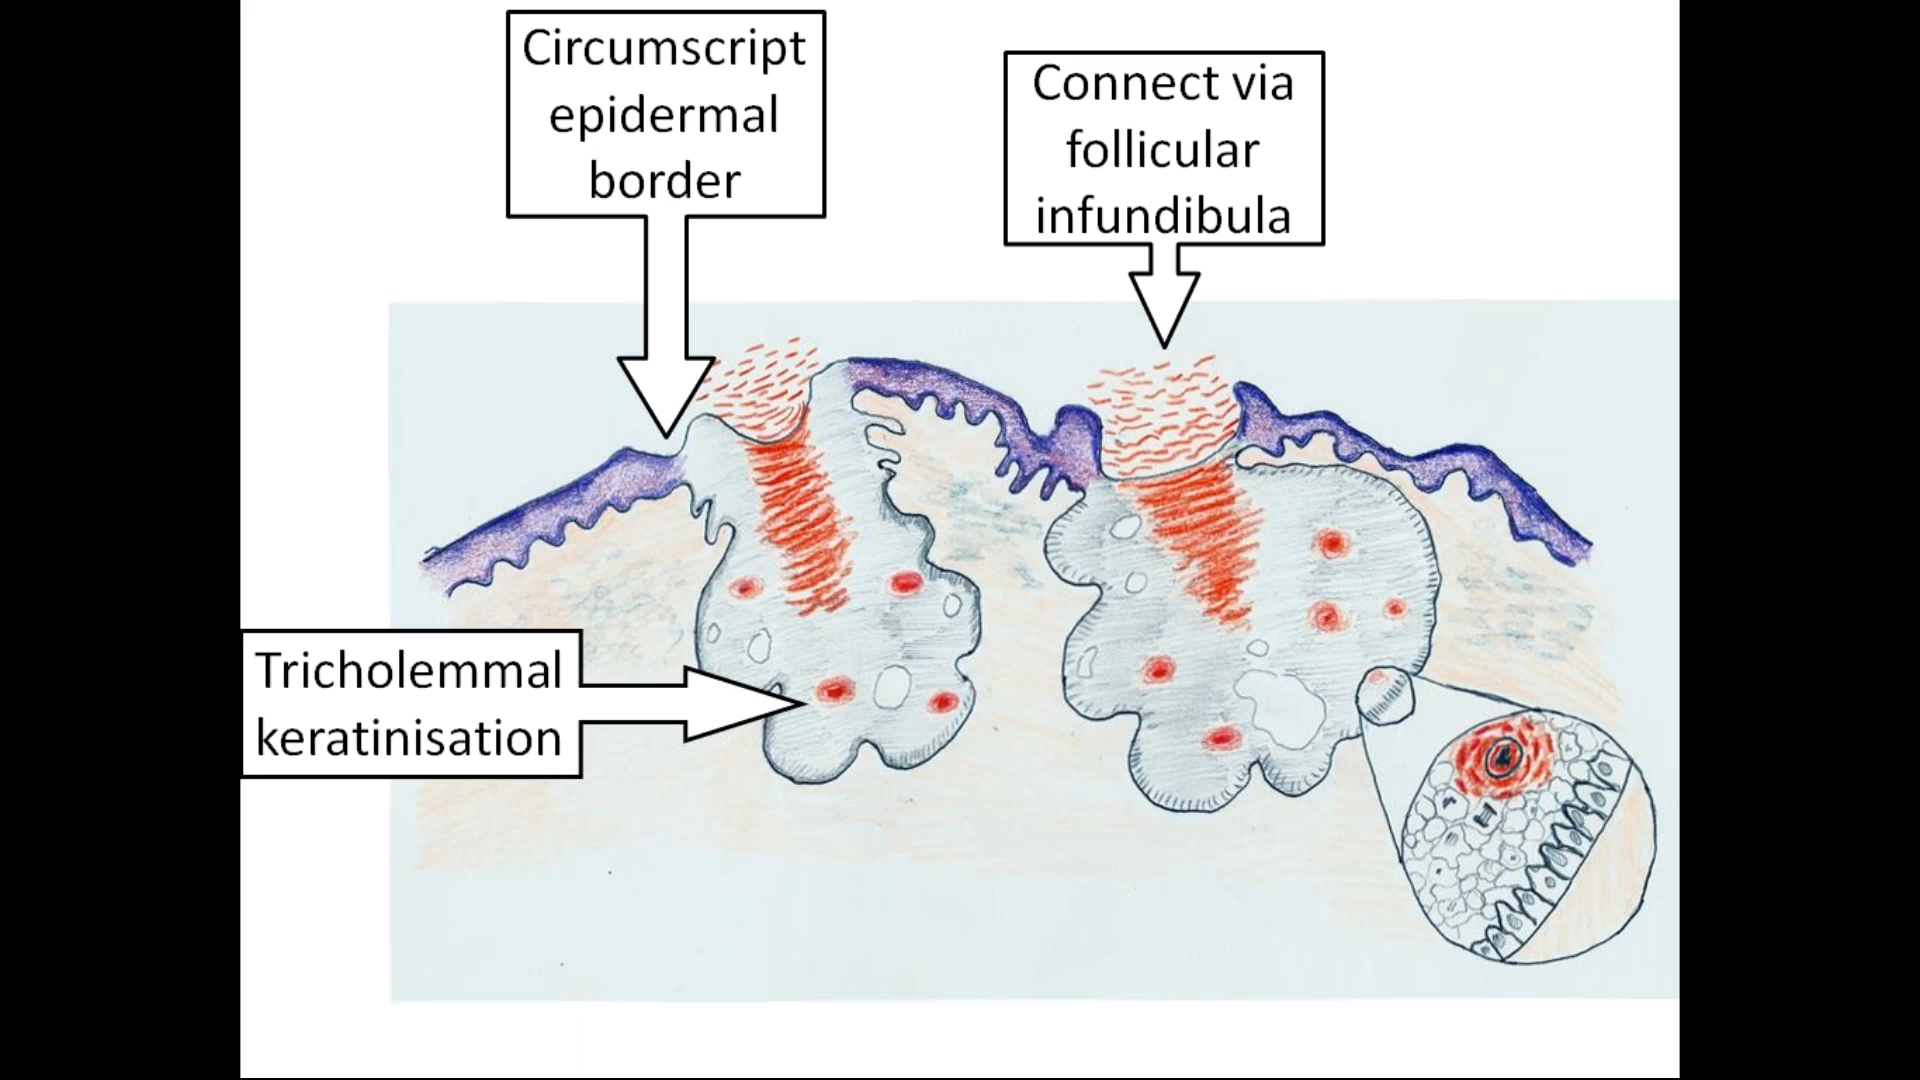 Circumscript
epidermal
border
Connect via
follicular
infundibula
Tricholemmal
keratinisation